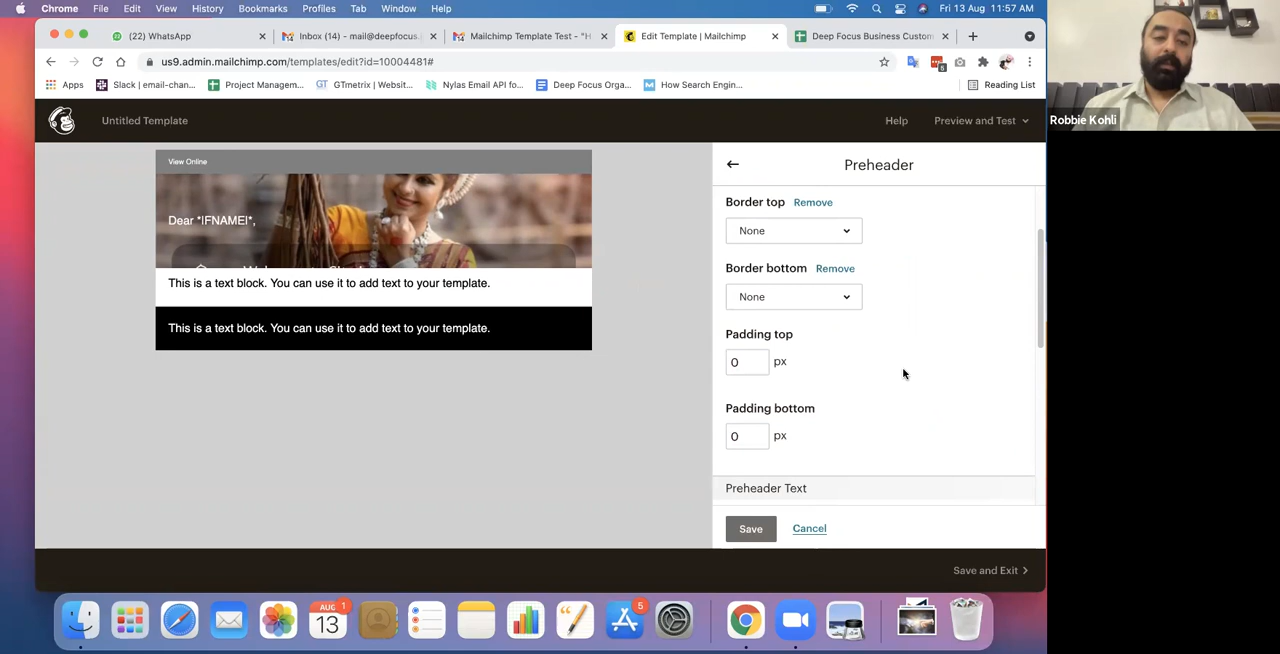 Chrome File Edit View History Bookmarks Profiles Tab Window Help Fri 13 Aug 11:57 AM
(22) WhatsApp
Inbox (14) - mail@deepfocus.
Mailchimp Template Test - "H
Edit Template | Mailchimp
Deep Focus Business Custom
us9.admin.mailchimp.com/templates/edit?id=10004481#
Apps
Slack | email-chan...
Project Managem...
GTmetrix | Websit...
Nylas Email API fo...
Deep Focus Orga...
How Search Engin...
Reading List
Robbie Kohli
Untitled Template
Help
Preview and Test
View Online
Dear *|FNAME|*,
This is a text block. You can use it to add text to your template.
This is a text block. You can use it to add text to your template.
Preheader
Border top Remove
None
Border bottom Remove
None
Padding top
0 px
Padding bottom
0 px
Preheader Text
Save Cancel
Save and Exit
AUG 1
13
5